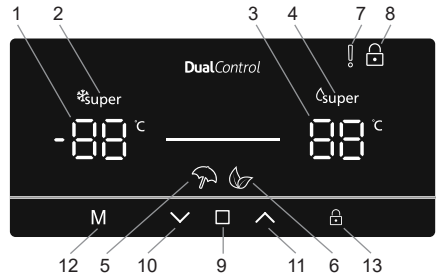 1 2 3 4 7 8
DualControl
super super
-88 °C 88 °C
M
12 5 10 9 11 6 13